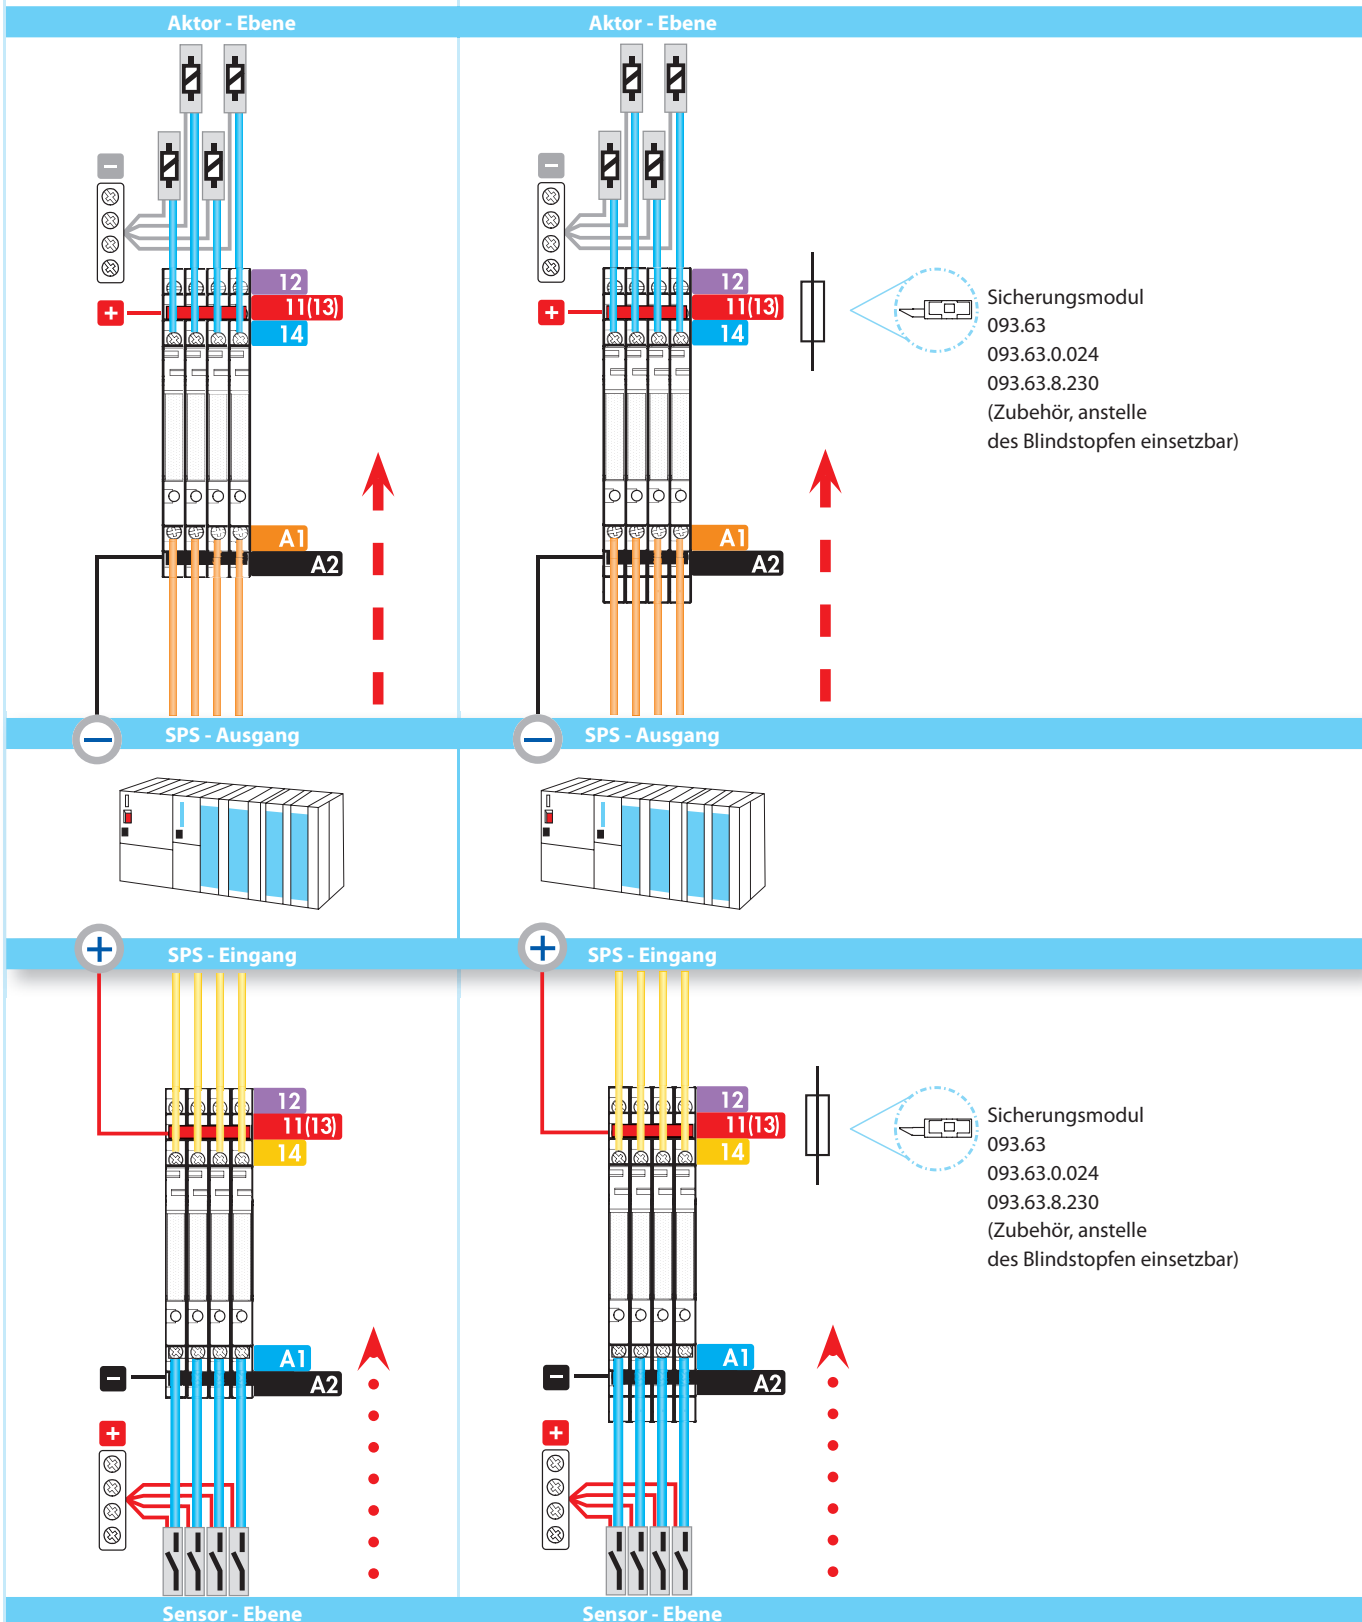 Aktor - Ebene
Aktor - Ebene
12
11(13)
14
A1
A2
12
11(13)
14
A1
A2
Sicherungsmodul
093.63
093.63.0.024
093.63.8.230
(Zubehör, anstelle
des Blindstopfen einsetzbar)
SPS - Ausgang
SPS - Ausgang
SPS - Eingang
SPS - Eingang
12
11(13)
14
A1
A2
12
11(13)
14
A1
A2
Sicherungsmodul
093.63
093.63.0.024
093.63.8.230
(Zubehör, anstelle
des Blindstopfen einsetzbar)
Sensor - Ebene
Sensor - Ebene